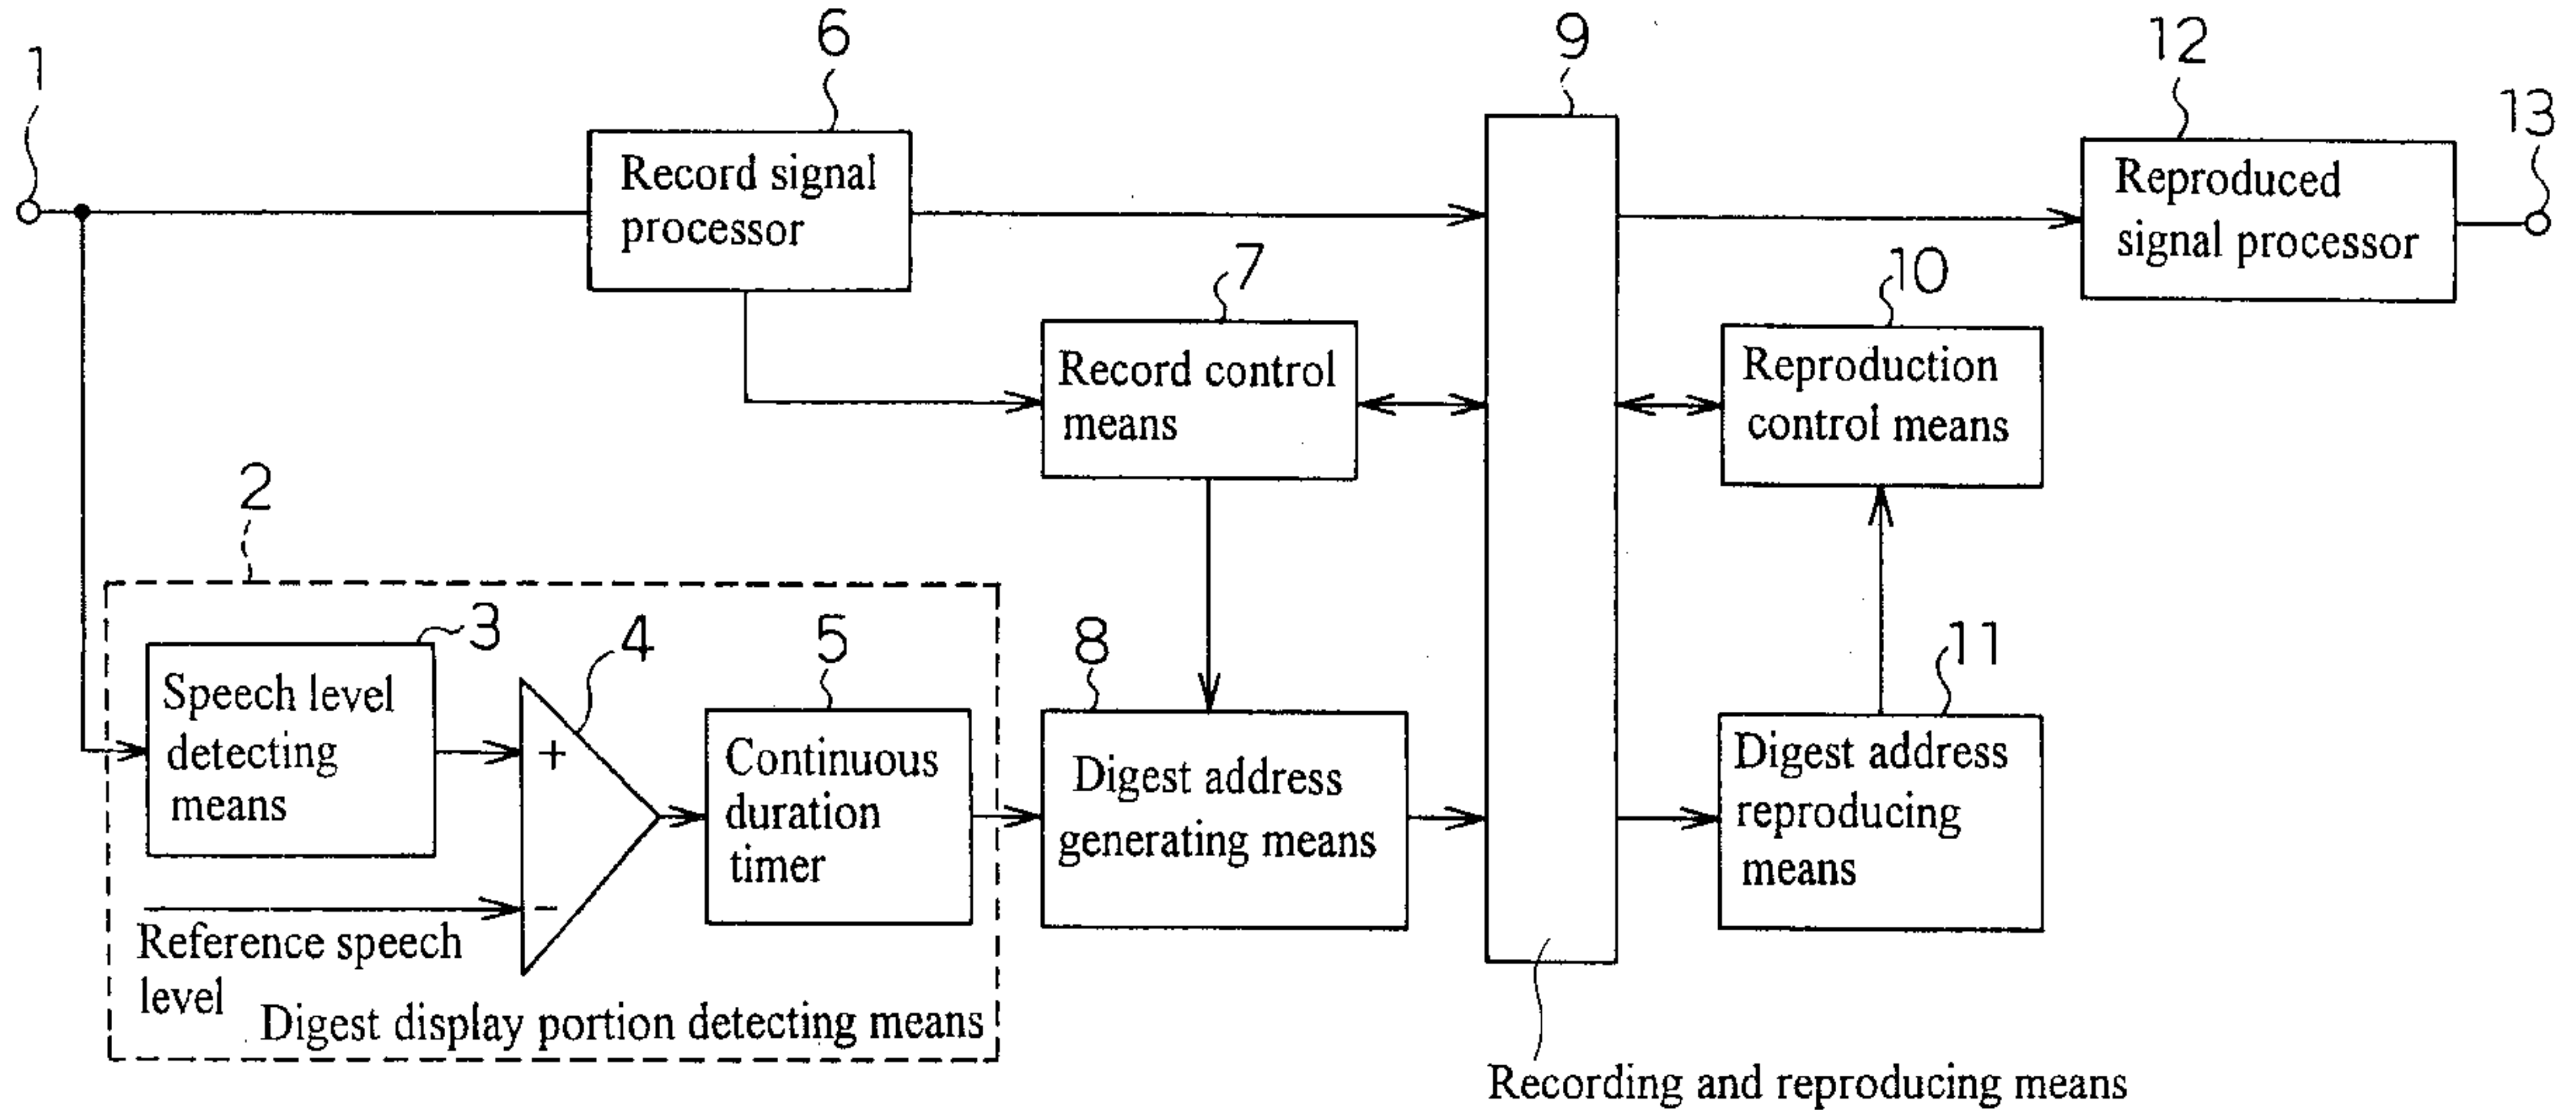 1
6
9
12
13
Record signal
processor
Reproduced
signal processor
7
10
Record control
means
Reproduction
control means
2
3
4
5
8
11
Speech level
detecting
means
+
Continuous
duration
timer
Digest address
generating means
Digest address
reproducing
means
−
Reference speech
level
Digest display portion detecting means
Recording and reproducing means